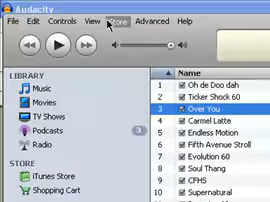 Audacity
File Edit Controls View Store Advanced Help
LIBRARY
Music
Movies
TV Shows
Podcasts 3
Radio
STORE
iTunes Store
Shopping Cart
Name
1 Oh de Doo dah
2 Ticker Shock 60
3 Over You
4 Carmel Latte
5 Endless Motion
6 Fifth Avenue Stroll
7 Evolution 60
8 Soul Thang
9 CFHS
10 Supernatural